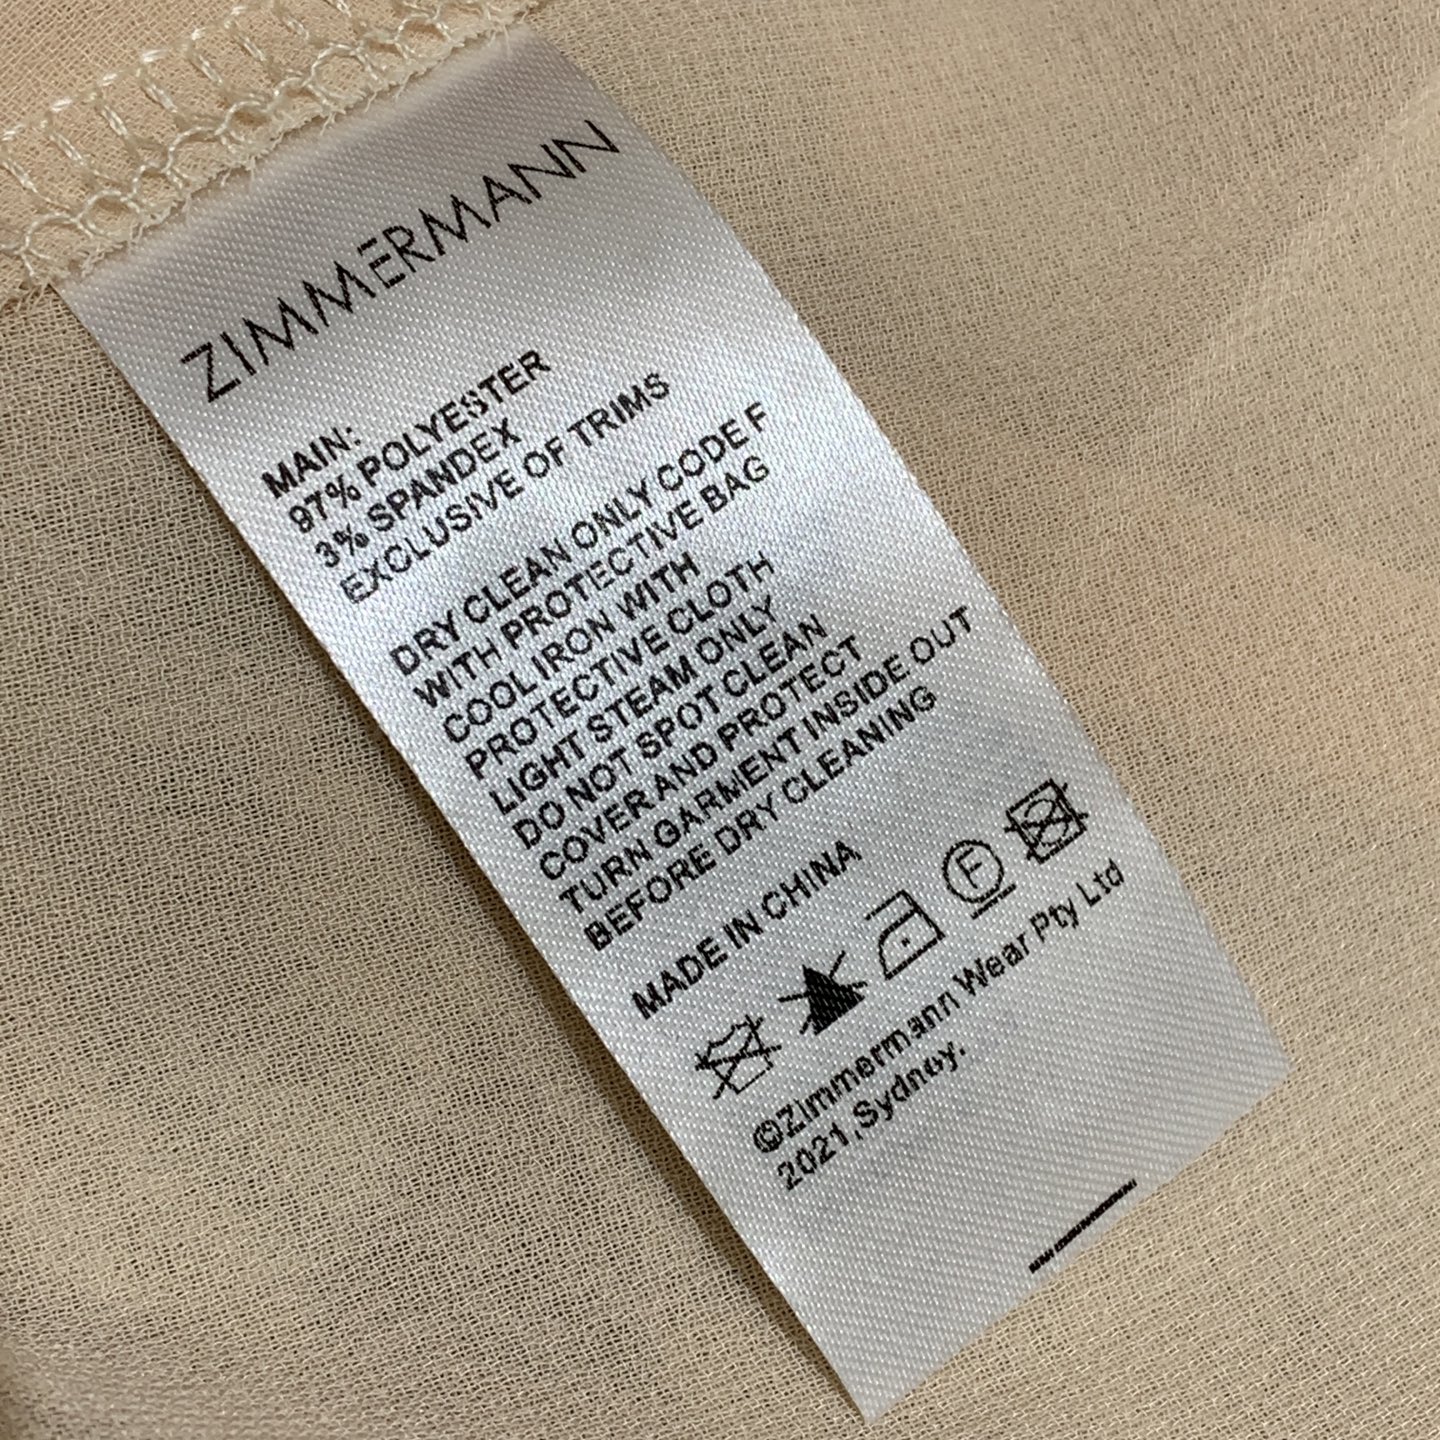 ZIMMERMANN
MAIN:
97% POLYESTER
3% SPANDEX
EXCLUSIVE OF TRIMS
DRY CLEAN ONLY CODE F
WITH PROTECTIVE BAG
COOL IRON WITH
PROTECTIVE CLOTH
LIGHT STEAM ONLY
DO NOT SPOT CLEAN
COVER AND PROTECT
TURN GARMENT INSIDE OUT
BEFORE DRY CLEANING
MADE IN CHINA
F
©Zimmermann Wear Pty Ltd
2021,Sydney.